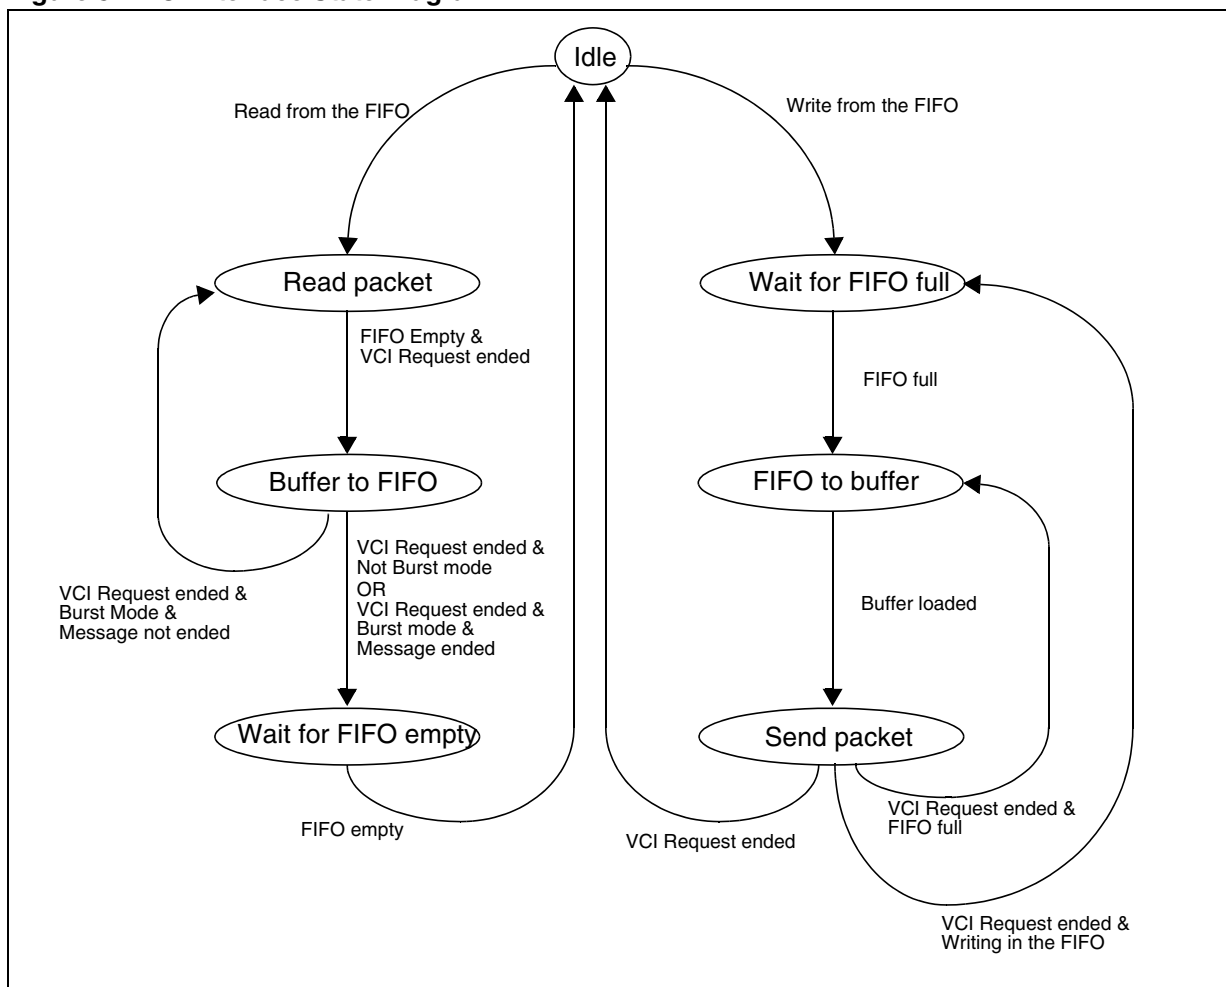 Idle
Read from the FIFO
Write from the FIFO
Read packet
Wait for FIFO full
FIFO Empty &
VCI Request ended
FIFO full
Buffer to FIFO
FIFO to buffer
VCI Request ended &
Not Burst mode
OR
VCI Request ended &
Burst mode &
Message ended
VCI Request ended &
Burst Mode &
Message not ended
Buffer loaded
Wait for FIFO empty
Send packet
FIFO empty
VCI Request ended
VCI Request ended &
FIFO full
VCI Request ended &
Writing in the FIFO